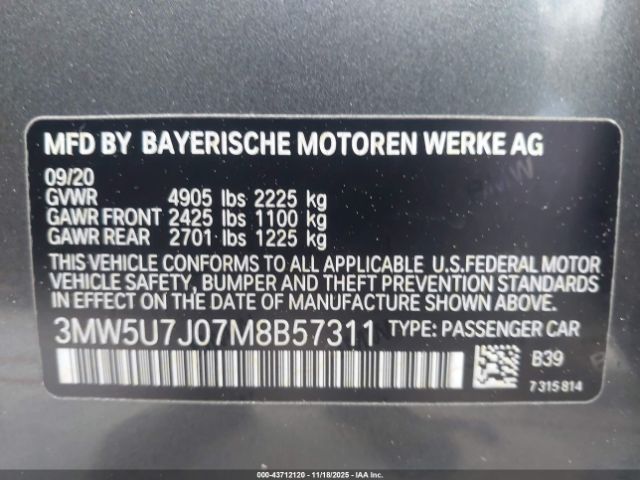 MFD BY BAYERISCHE MOTOREN WERKE AG
09/20
GVWR 4905 lbs 2225 kg
GAWR FRONT 2425 lbs 1100 kg
GAWR REAR 2701 lbs 1225 kg
THIS VEHICLE CONFORMS TO ALL APPLICABLE U.S.FEDERAL MOTOR
VEHICLE SAFETY, BUMPER AND THEFT PREVENTION STANDARDS
IN EFFECT ON THE DATE OF MANUFACTURE SHOWN ABOVE.
3MW5U7J07M8B57311 TYPE: PASSENGER CAR
B39
7 315 814
000-43712120 - 11/18/2025 - IAA Inc.